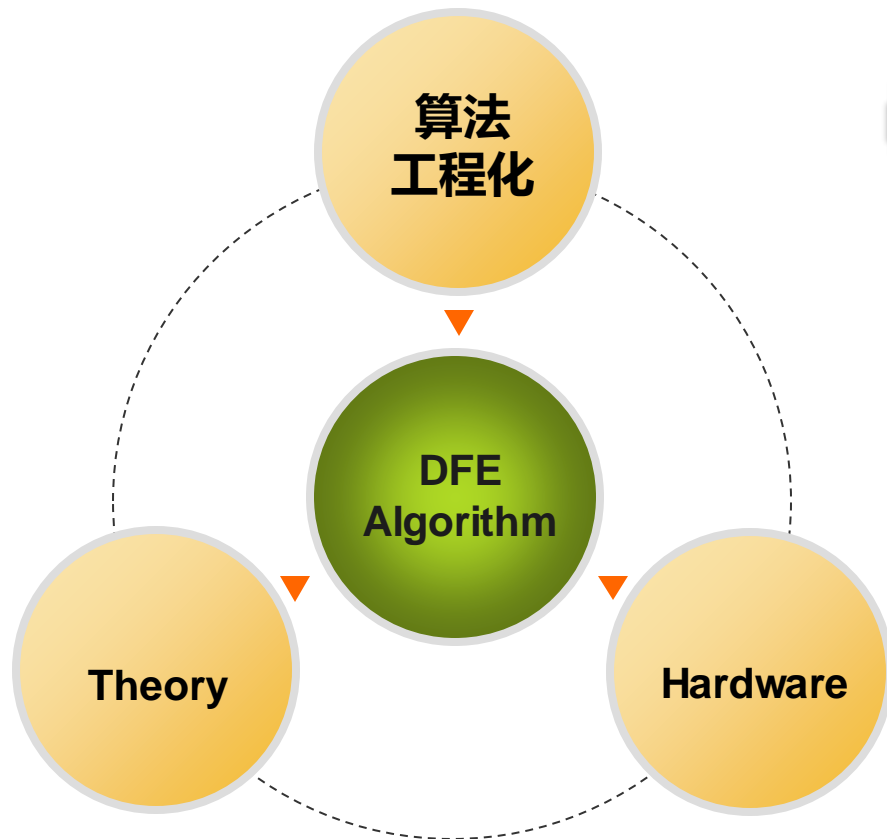 算法
工程化
DFE
Algorithm
Theory
Hardware